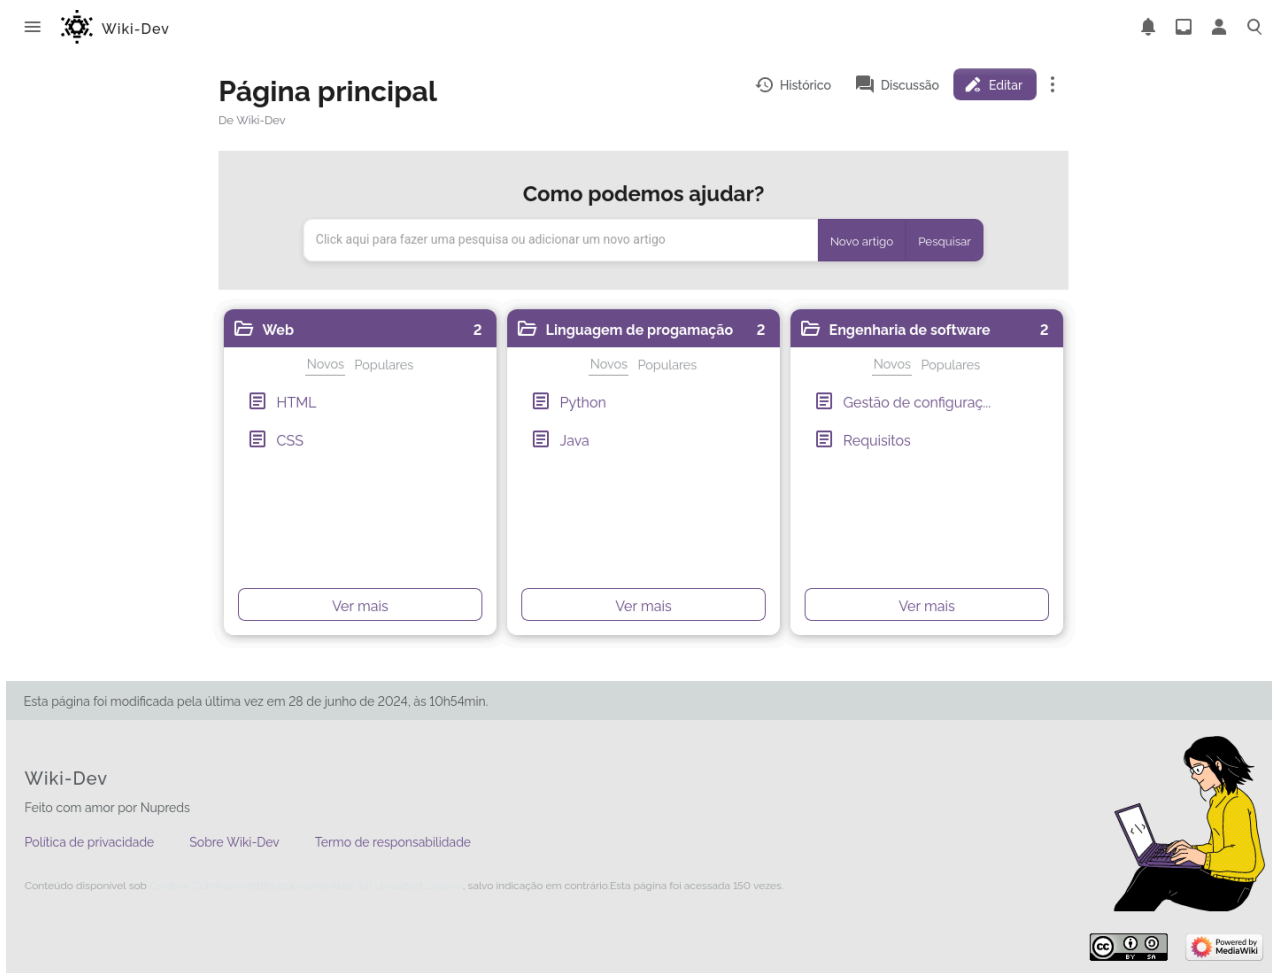 Wiki-Dev
Página principal
Histórico
Discussão
Editar
De Wiki-Dev
Como podemos ajudar?
Click aqui para fazer uma pesquisa ou adicionar um novo artigo
Novo artigo
Pesquisar
Web 2
Novos Populares
HTML
CSS
Ver mais
Linguagem de progamação 2
Novos Populares
Python
Java
Ver mais
Engenharia de software 2
Novos Populares
Gestão de configuraç...
Requisitos
Ver mais
Esta página foi modificada pela última vez em 28 de junho de 2024, às 10h54min.
Wiki-Dev
Feito com amor por Nupreds
Política de privacidade Sobre Wiki-Dev Termo de responsabilidade
Conteúdo disponível sob , salvo indicação em contrário.Esta página foi acessada 150 vezes.
</>
cc BY SA
Powered by
MediaWiki